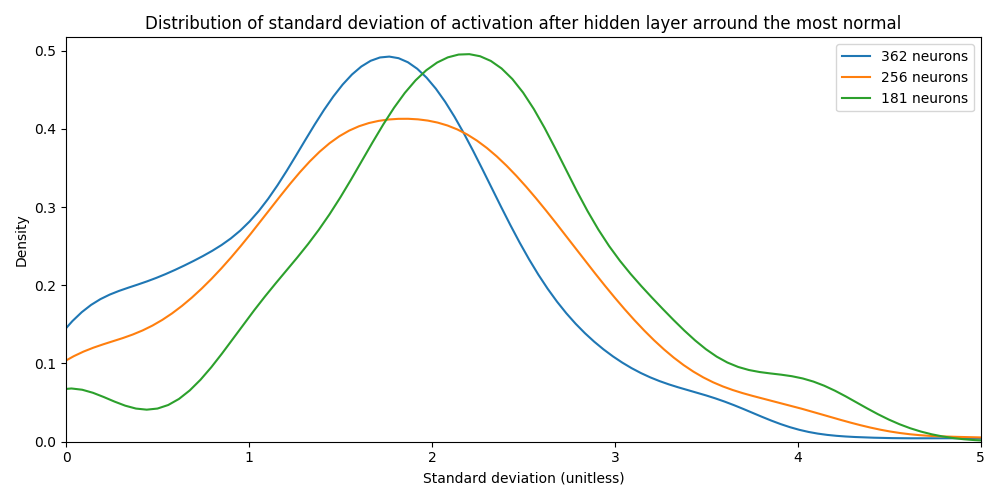 Distribution of standard deviation of activation after hidden layer arround the most normal
362 neurons
256 neurons
181 neurons
Density
0.5
0.4
0.3
0.2
0.1
0.0
0 1 2 3 4 5
Standard deviation (unitless)